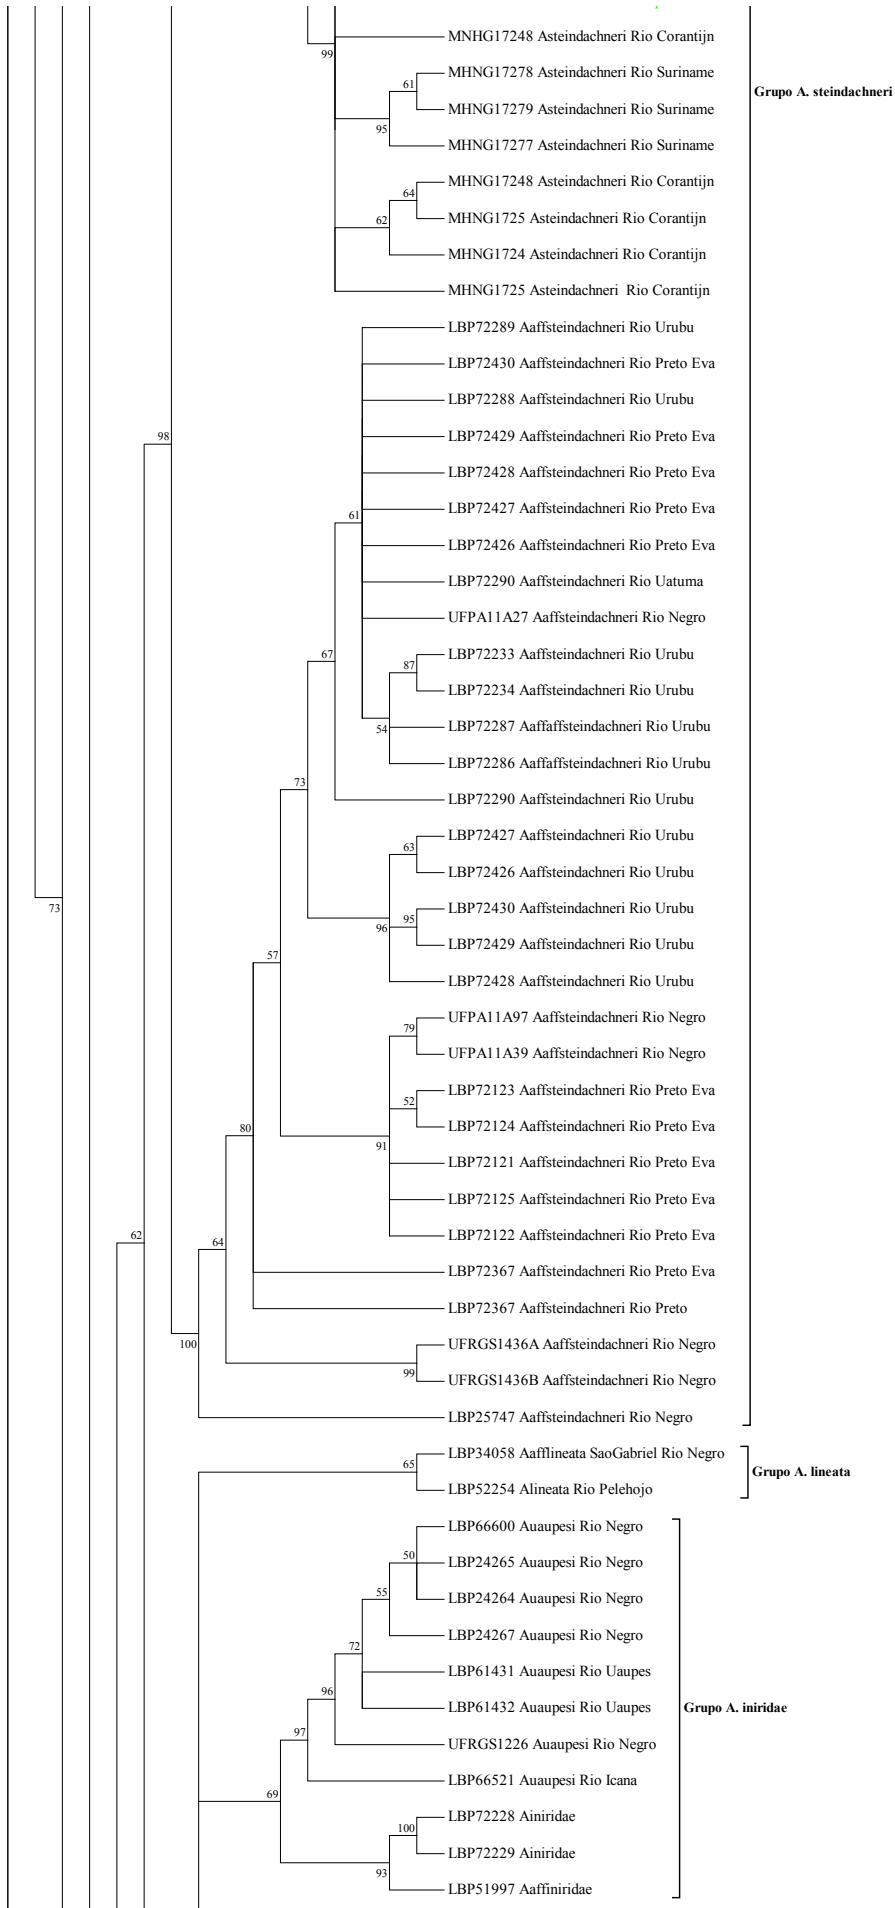 MNHG17248 Asteindachneri Rio Corantijn
99
MHNG17278 Asteindachneri Rio Suriname
61
Grupo A. steindachneri
MHNG17279 Asteindachneri Rio Suriname
95
MHNG17277 Asteindachneri Rio Suriname
MHNG17248 Asteindachneri Rio Corantijn
64
MHNG1725 Asteindachneri Rio Corantijn
62
MHNG1724 Asteindachneri Rio Corantijn
MHNG1725 Asteindachneri Rio Corantijn
LBP72289 Aaffsteindachneri Rio Urubu
LBP72430 Aaffsteindachneri Rio Preto Eva
LBP72288 Aaffsteindachneri Rio Urubu
98
LBP72429 Aaffsteindachneri Rio Preto Eva
LBP72428 Aaffsteindachneri Rio Preto Eva
LBP72427 Aaffsteindachneri Rio Preto Eva
61
LBP72426 Aaffsteindachneri Rio Preto Eva
LBP72290 Aaffsteindachneri Rio Uatuma
UFPA11A27 Aaffsteindachneri Rio Negro
67
LBP72233 Aaffsteindachneri Rio Urubu
87
LBP72234 Aaffsteindachneri Rio Urubu
54
LBP72287 Aaffaffsteindachneri Rio Urubu
LBP72286 Aaffaffsteindachneri Rio Urubu
73
LBP72290 Aaffsteindachneri Rio Urubu
LBP72427 Aaffsteindachneri Rio Urubu
63
LBP72426 Aaffsteindachneri Rio Urubu
73
LBP72430 Aaffsteindachneri Rio Urubu
96
95
LBP72429 Aaffsteindachneri Rio Urubu
57
LBP72428 Aaffsteindachneri Rio Urubu
UFPA11A97 Aaffsteindachneri Rio Negro
79
UFPA11A39 Aaffsteindachneri Rio Negro
LBP72123 Aaffsteindachneri Rio Preto Eva
52
LBP72124 Aaffsteindachneri Rio Preto Eva
80
91
LBP72121 Aaffsteindachneri Rio Preto Eva
LBP72125 Aaffsteindachneri Rio Preto Eva
LBP72122 Aaffsteindachneri Rio Preto Eva
62
64
LBP72367 Aaffsteindachneri Rio Preto Eva
LBP72367 Aaffsteindachneri Rio Preto
100
UFRGS1436A Aaffsteindachneri Rio Negro
99
UFRGS1436B Aaffsteindachneri Rio Negro
LBP25747 Aaffsteindachneri Rio Negro
LBP34058 Aafflineata SaoGabriel Rio Negro
65
Grupo A. lineata
LBP52254 Alineata Rio Pelehojo
LBP66600 Auaupesi Rio Negro
50
LBP24265 Auaupesi Rio Negro
55
LBP24264 Auaupesi Rio Negro
LBP24267 Auaupesi Rio Negro
72
LBP61431 Auaupesi Rio Uaupes
96
LBP61432 Auaupesi Rio Uaupes
Grupo A. iniridae
97
UFRGS1226 Auaupesi Rio Negro
LBP66521 Auaupesi Rio Icana
69
LBP72228 Ainiridae
100
LBP72229 Ainiridae
93
LBP51997 Aaffiniridae